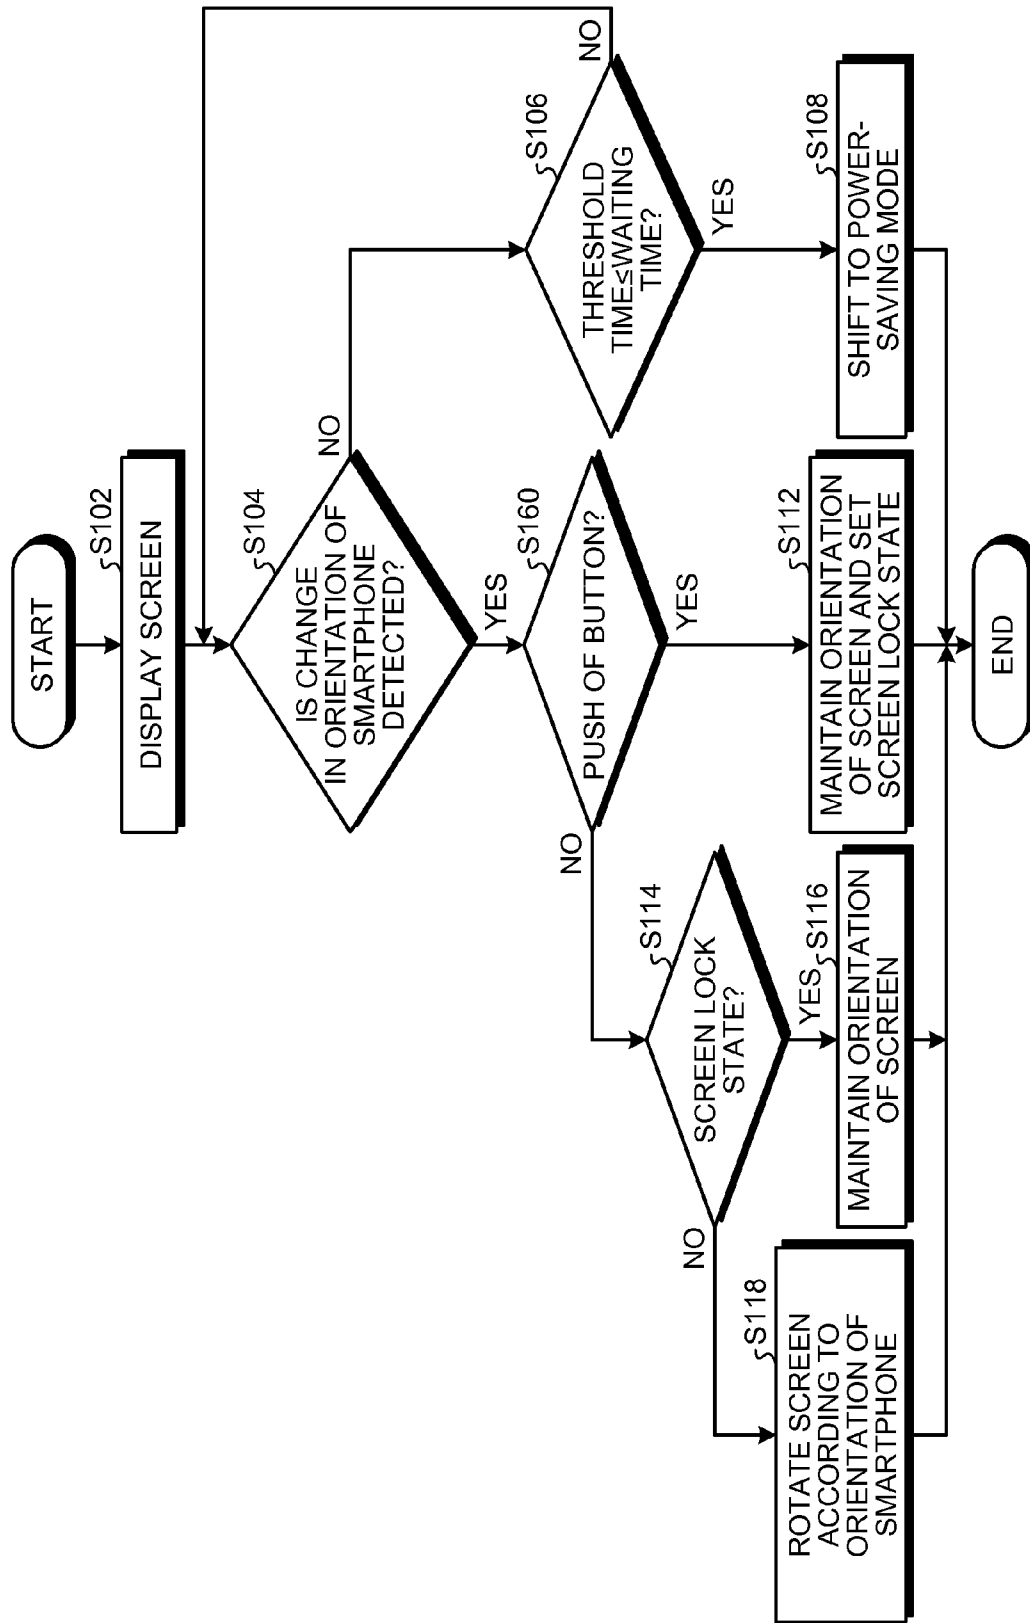 START
S102
DISPLAY SCREEN
S104
IS CHANGE
IN ORIENTATION OF
SMARTPHONE
DETECTED?
NO
YES
S106
THRESHOLD
TIME≤WAITING
TIME?
NO
YES
S160
PUSH OF BUTTON?
NO
YES
S114
SCREEN LOCK
STATE?
NO
YES
S118
ROTATE SCREEN
ACCORDING TO
ORIENTATION OF
SMARTPHONE
S116
MAINTAIN ORIENTATION
OF SCREEN
S112
MAINTAIN ORIENTATION
OF SCREEN AND SET
SCREEN LOCK STATE
S108
SHIFT TO POWER-
SAVING MODE
END